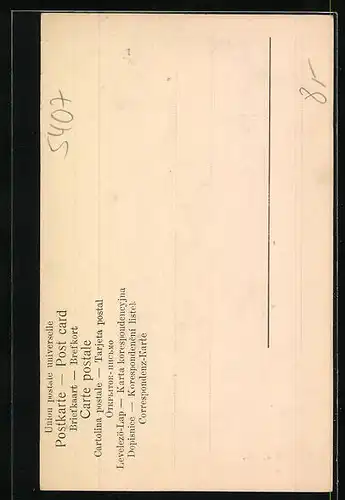 Union postale universelle
Postkarte — Post card
Briefkaart — Brefkort
Carte postale
Cartolina postale — Tarjeta postal
Открытое письмо
Levelező-Lap — Karta korespondencyjna
Dopisnice — Korespondenční lístek
Correspondenz-Karte
5407
8,-